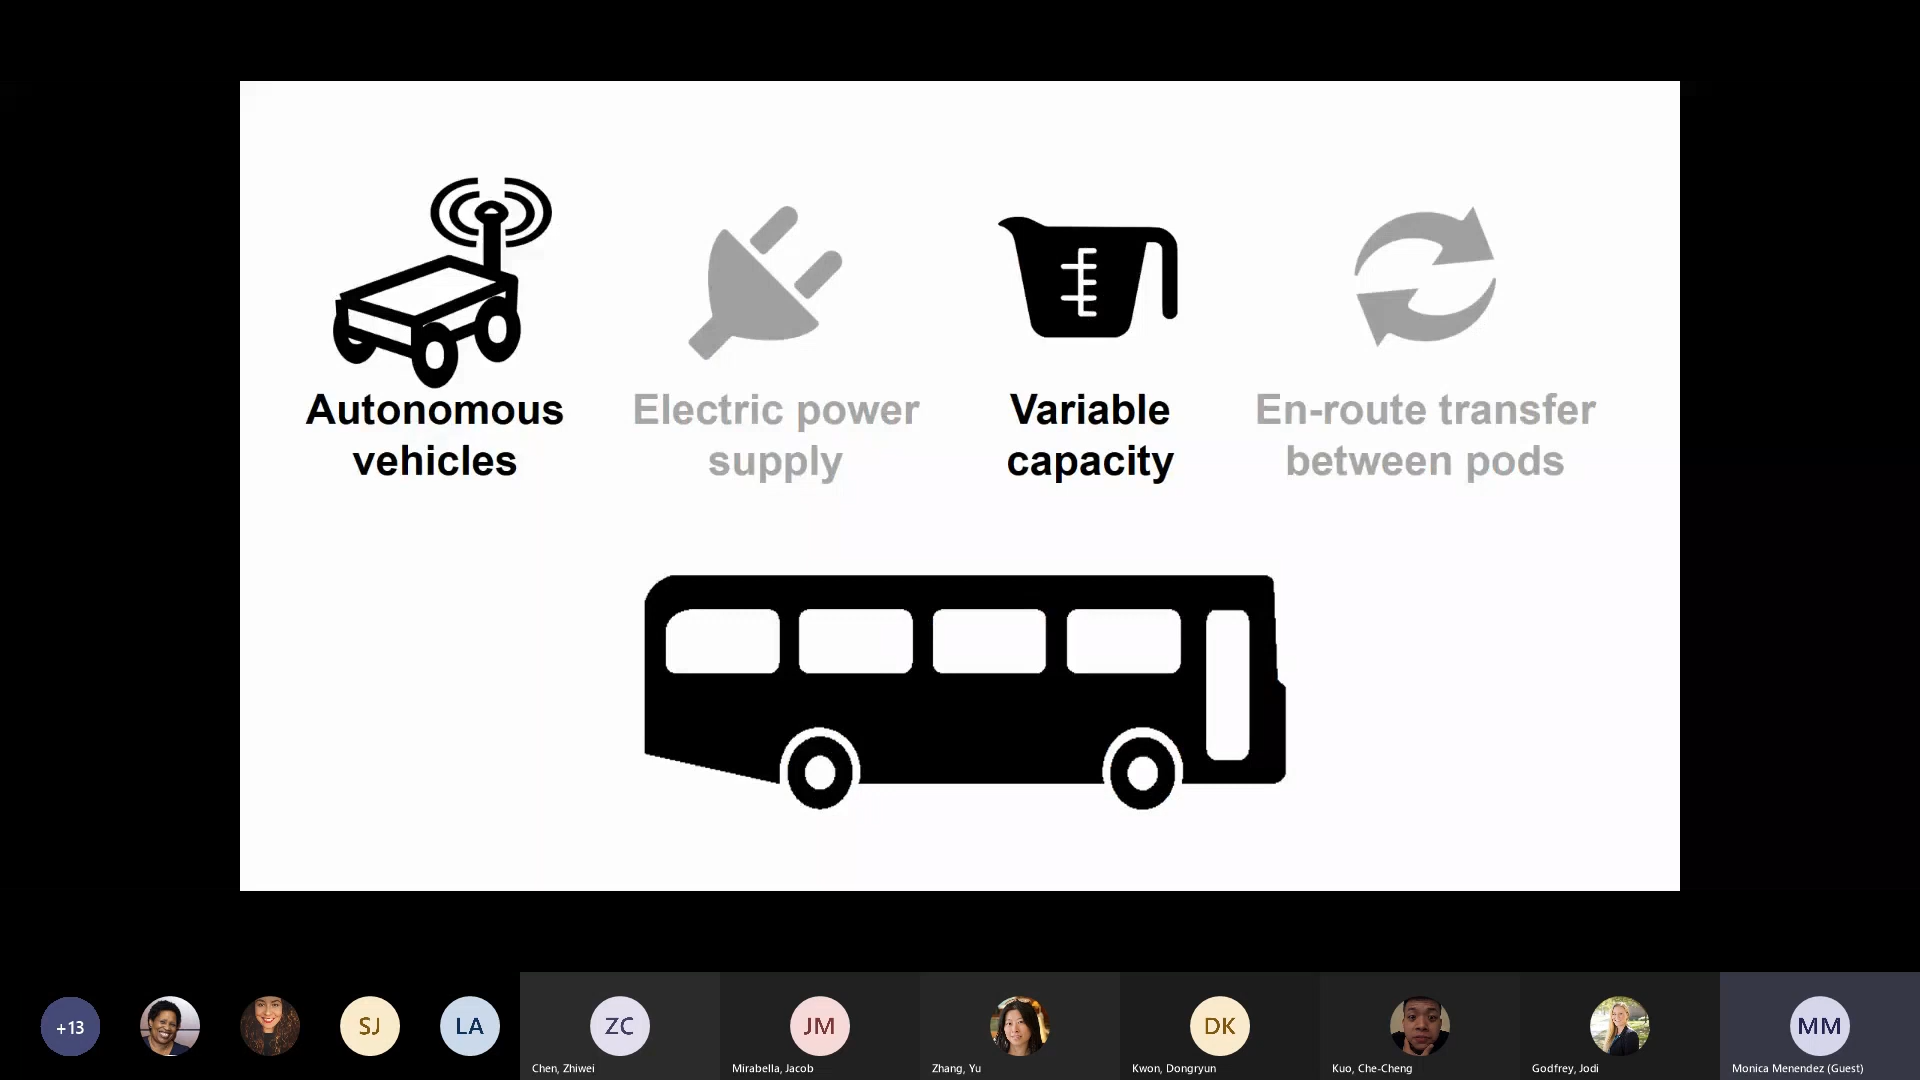 Autonomous
vehicles
Electric power
supply
Variable
capacity
En-route transfer
between pods
+13
SJ
LA
ZC
JM
DK
MM
Chen, Zhiwei
Mirabella, Jacob
Zhang, Yu
Kwon, Dongryun
Kuo, Che-Cheng
Godfrey, Jodi
Monica Menendez (Guest)